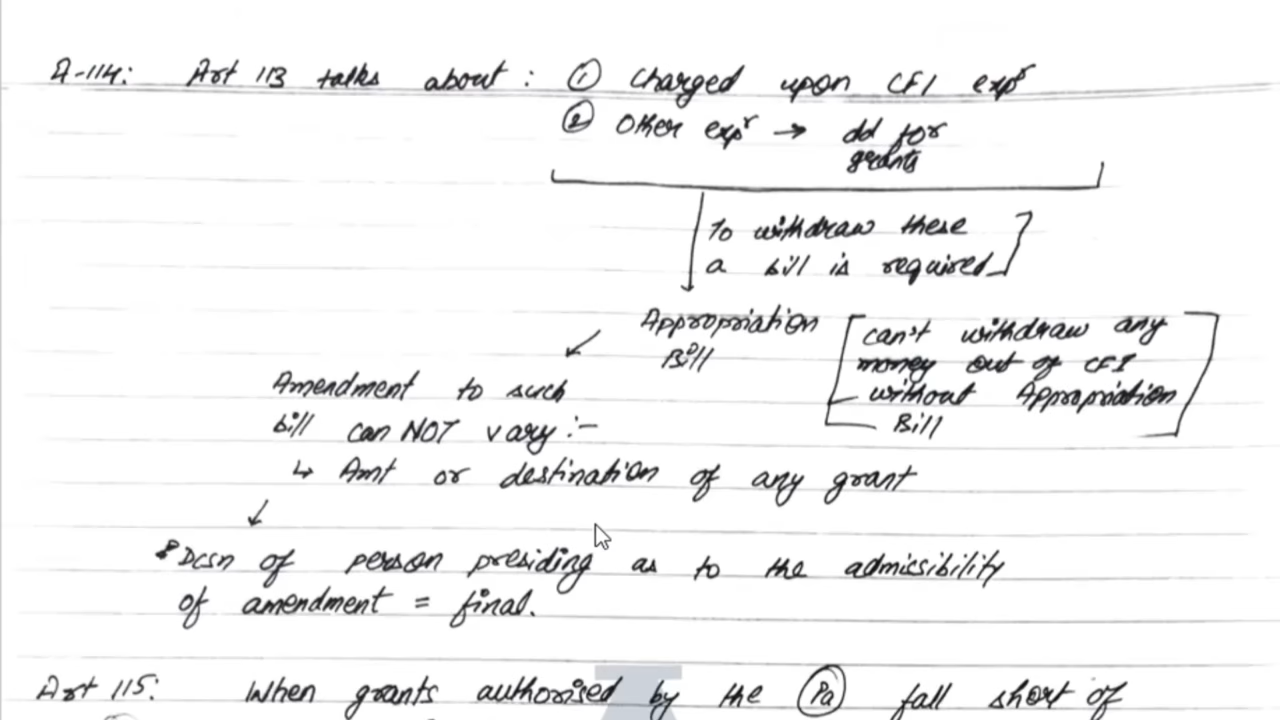 A-114: Art 113 talks about : ① Charged upon CFI expr
② Other expr → dd for
grants
To withdraw these
a bill is required
Appropriation
Bill
can't withdraw any
money out of CFI
without Appropriation
Bill
Amendment to such
bill can NOT vary :-
↳ Amt or destination of any grant
Dcsn of person presiding as to the admissibility
of amendment = final.
Art 115: When grants authorised by the Pa fall short of